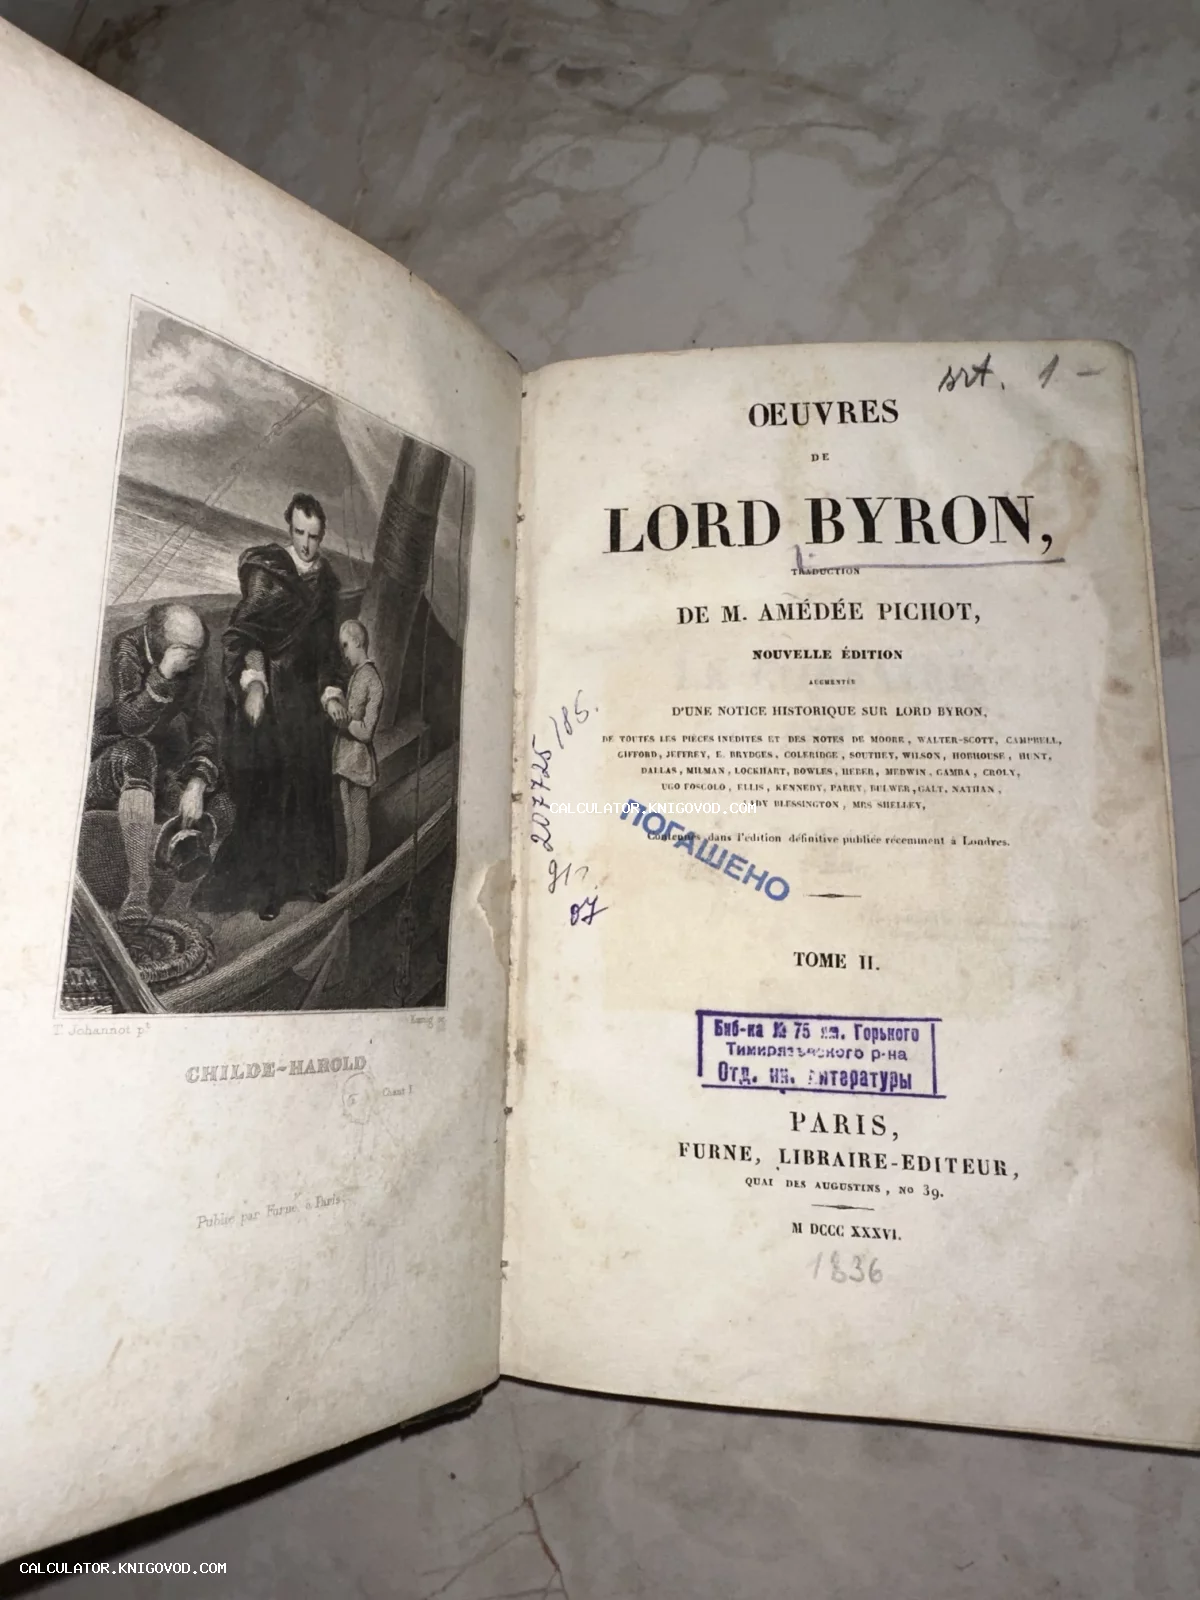 T. Johannot pt
CHILDE-HAROLD
Chant I
Publié par Furne, à Paris.
1 -
OEUVRES
DE
LORD BYRON,
TRADUCTION
DE M. AMÉDÉE PICHOT,
NOUVELLE ÉDITION
AUGMENTÉE
D'UNE NOTICE HISTORIQUE SUR LORD BYRON,
DE TOUTES LES PIÈCES INÉDITES ET DES NOTES DE MOORE, WALTER-SCOTT, CAMPBELL,
GIFFORD, JEFFREY, E. BRYDGES, COLERIDGE, SOUTHEY, WILSON, HOBHOUSE, HUNT,
DALLAS, MILMAN, LOCKHART, BOWLES, HEBER, MEDWIN, GAMBA, CROLY,
UGO FOSCOLO, ELLIS, KENNEDY, PARRY, BULWER, GALT, NATHAN,
LADY BLESSINGTON, MRS SHELLEY,
Contenues dans l'édition définitive publiée récemment à Londres.
207725/85.
ПОГАШЕНО
CALCULATOR.KNIGOVOD.COM
TOME II.
Биб-ка № 75 им. Горького
Тимирязевского р-на
Отд. ин. литературы
PARIS,
FURNE, LIBRAIRE-EDITEUR,
QUAI DES AUGUSTINS, NO 39.
M DCCC XXXVI.
1836
CALCULATOR.KNIGOVOD.COM